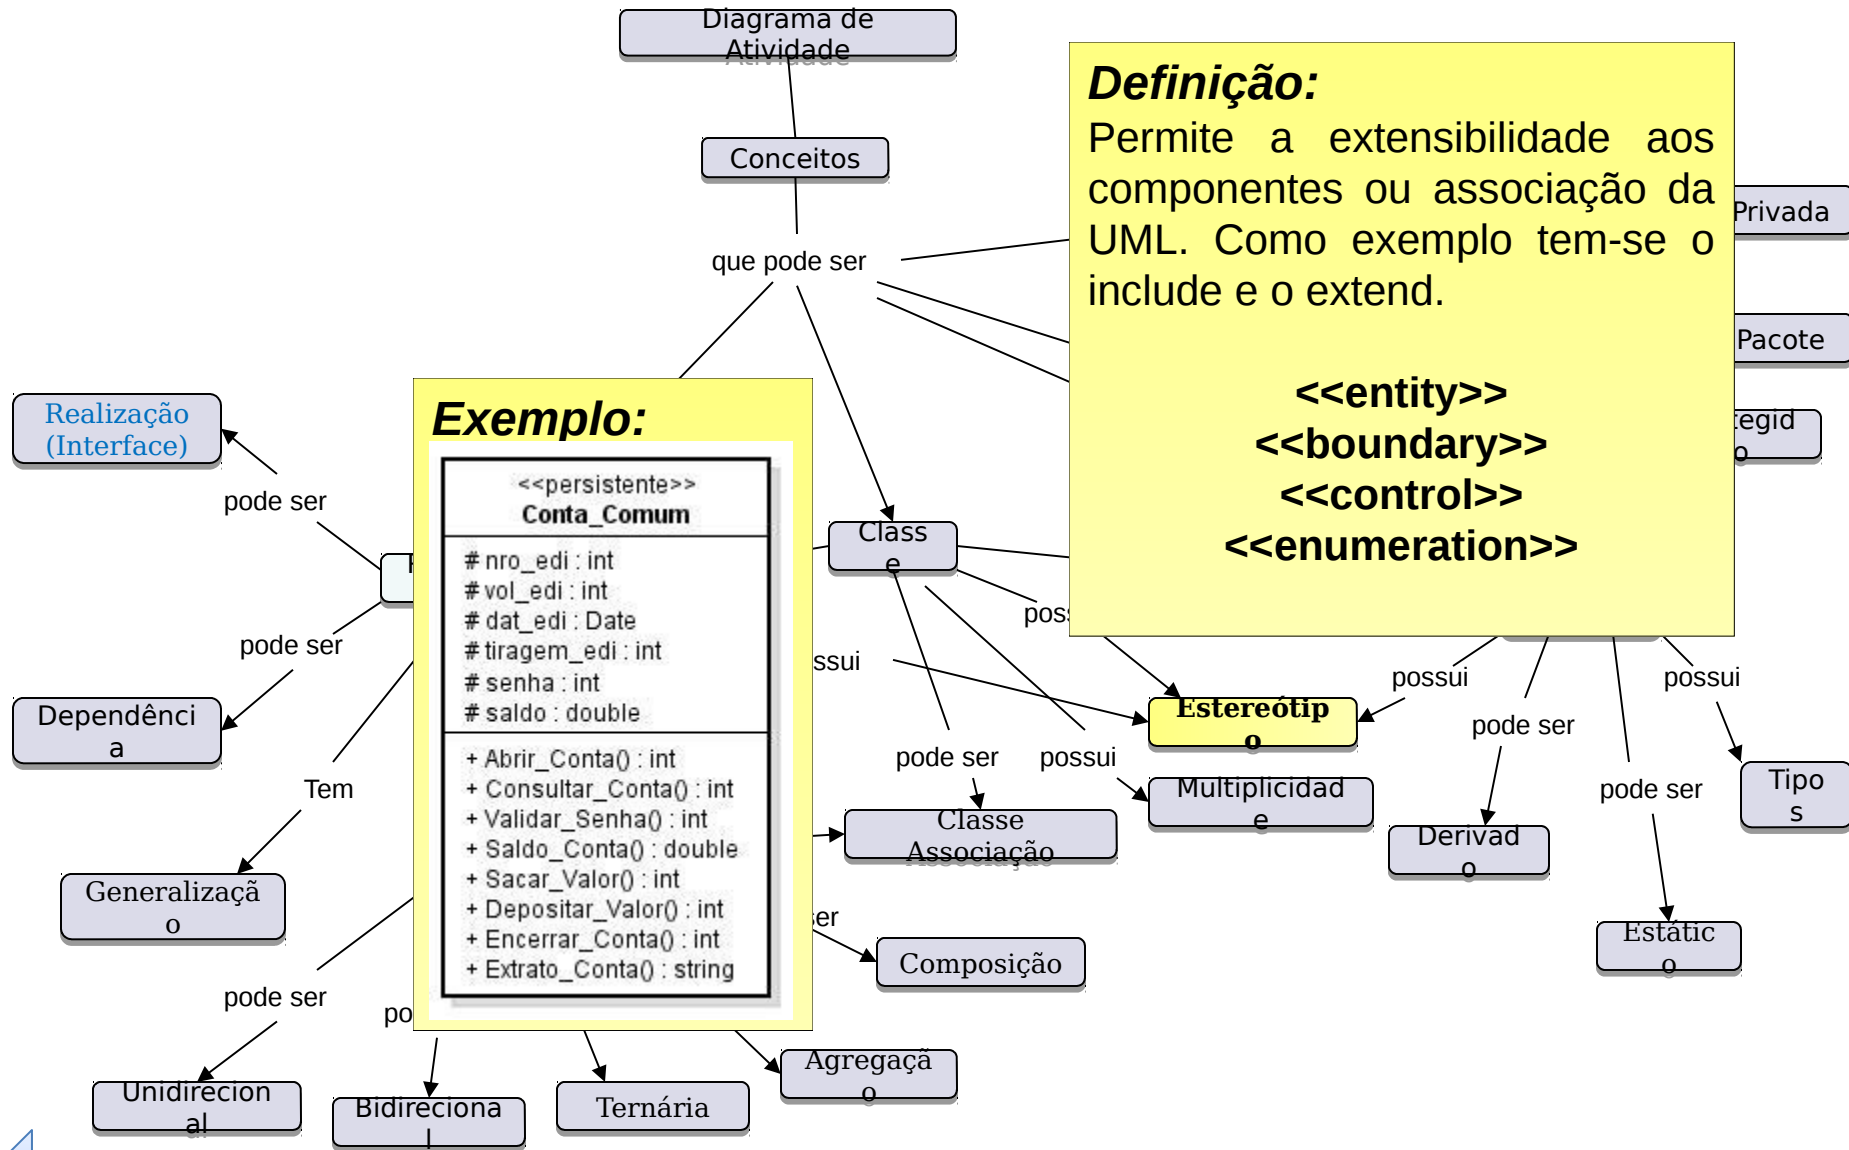 Diagrama de
Atividade
Conceitos
que pode ser
Definição:
Permite a extensibilidade aos
componentes ou associação da
UML. Como exemplo tem-se o
include e o extend.
<<entity>>
<<boundary>>
<<control>>
<<enumeration>>
Privada
Pacote
tegid
o
Realização
(Interface)
pode ser
Exemplo:
<<persistente>>
Conta_Comum
# nro_edi : int
# vol_edi : int
# dat_edi : Date
# tiragem_edi : int
# senha : int
# saldo : double
+ Abrir_Conta() : int
+ Consultar_Conta() : int
+ Validar_Senha() : int
+ Saldo_Conta() : double
+ Sacar_Valor() : int
+ Depositar_Valor() : int
+ Encerrar_Conta() : int
+ Extrato_Conta() : string
Class
e
poss
ssui
pode ser
Dependênci
a
Tem
Generalizaçã
o
possui
possui
Estereótip
o
pode ser
pode ser
possui
Multiplicidad
e
pode ser
Tipo
s
Classe
Associação
Derivad
o
ser
Composição
Estátic
o
pode ser
po
Agregaçã
o
Unidirecion
al
Bidireciona
l
Ternária